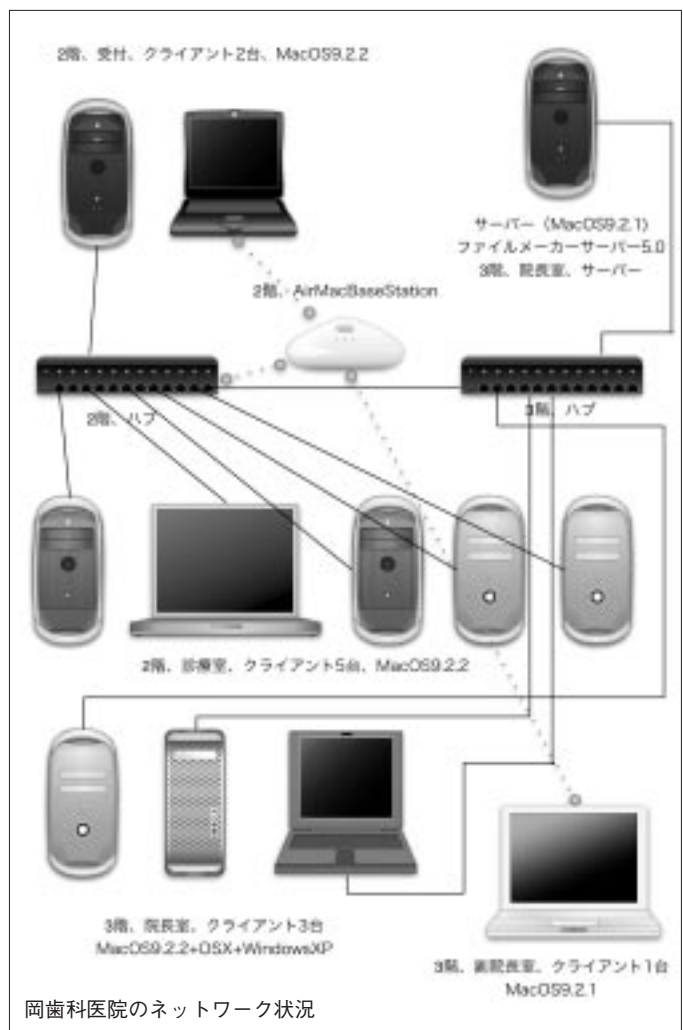 2階、受付、クライアント2台、MacOS9.2.2
サーバー（MacOS9.2.1）
ファイルメーカーサーバー5.0
3階、院長室、サーバー
2階、AirMacBaseStation
2階、ハブ
3階、ハブ
2階、診療室、クライアント5台、MacOS9.2.2
3階、院長室、クライアント3台
MacOS9.2.2+OSX+WindowsXP
3階、副院長室、クライアント1台
MacOS9.2.1
岡歯科医院のネットワーク状況